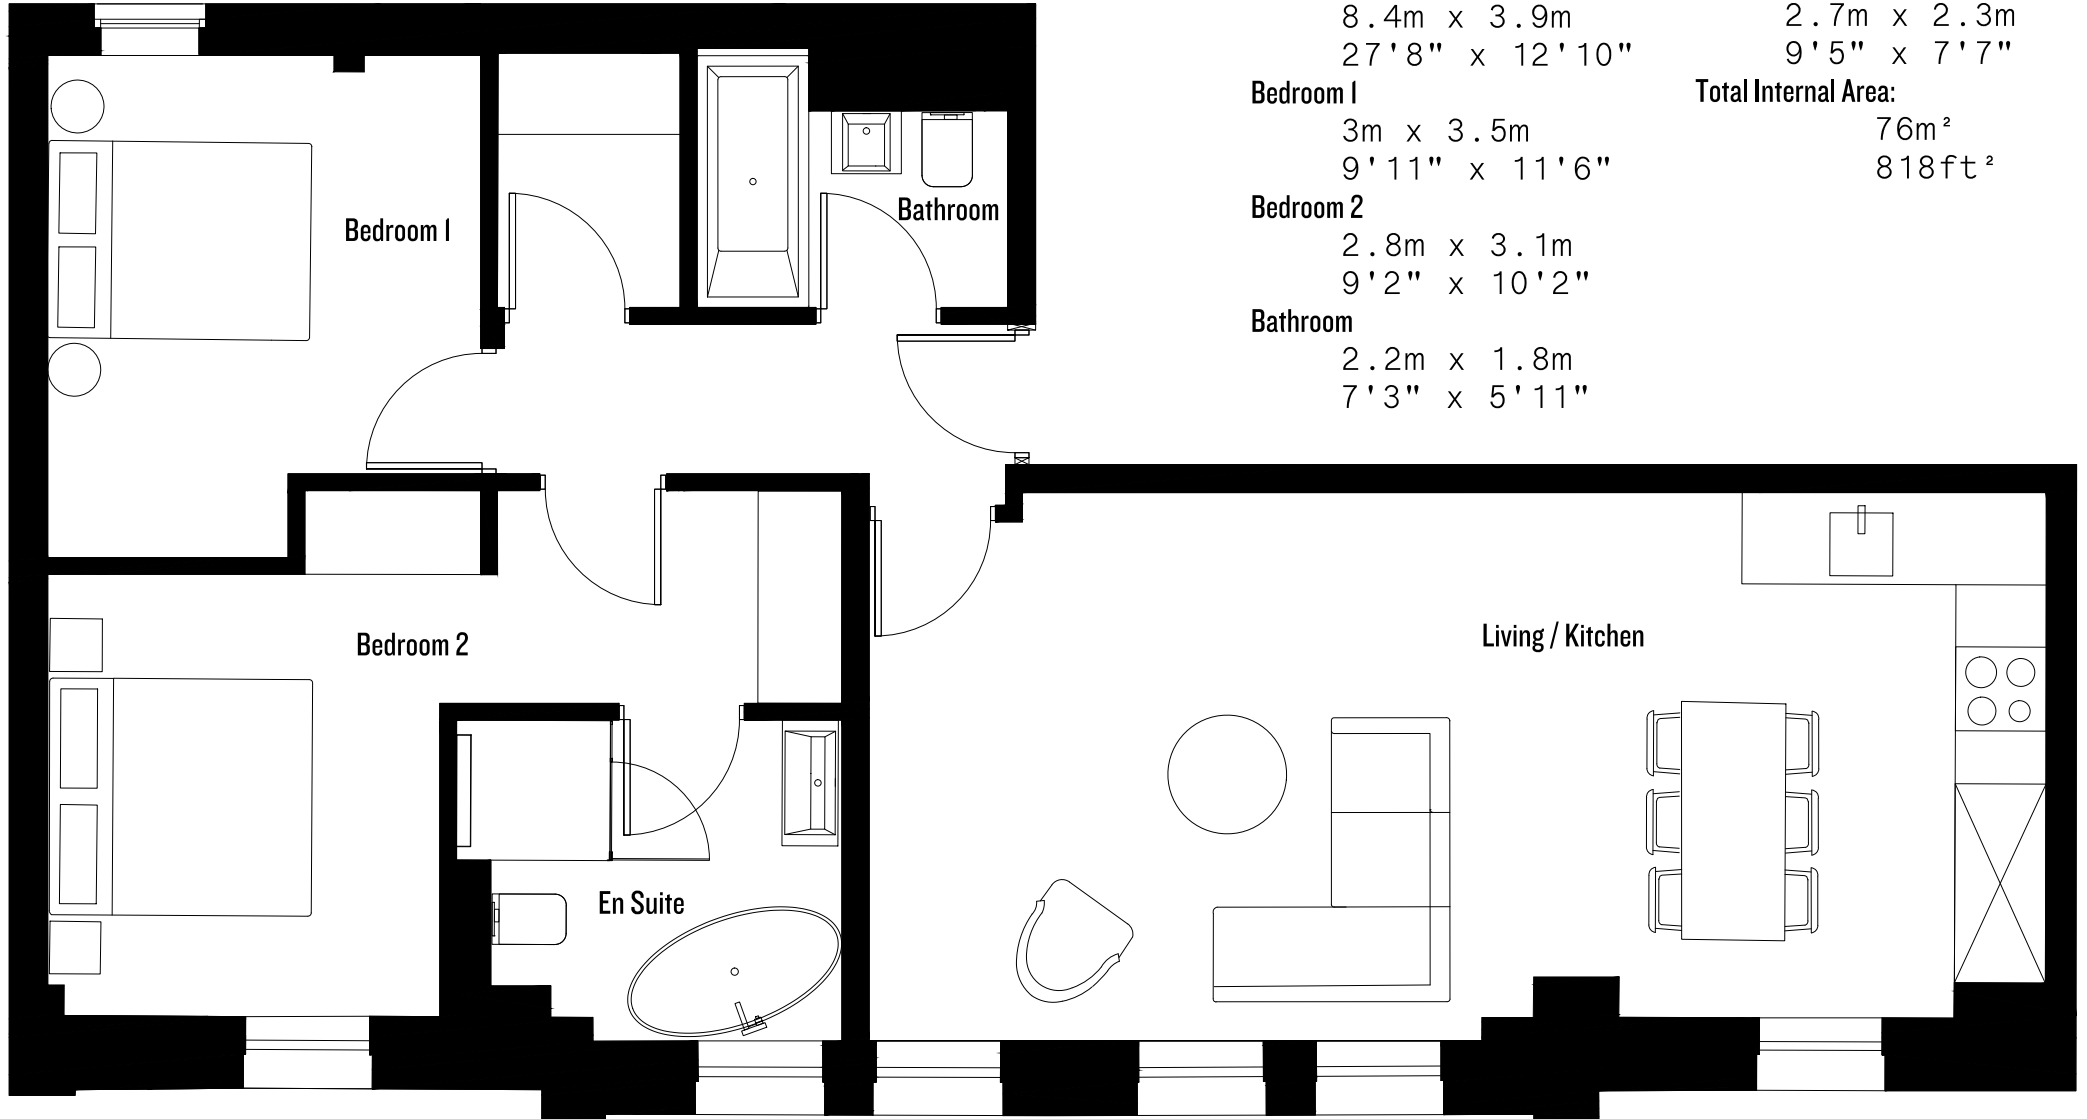 8.4m x 3.9m
27'8" x 12'10"
Bedroom 1
3m x 3.5m
9'11" x 11'6"
Bedroom 2
2.8m x 3.1m
9'2" x 10'2"
Bathroom
2.2m x 1.8m
7'3" x 5'11"
2.7m x 2.3m
9'5" x 7'7"
Total Internal Area:
76m²
818ft²
Bedroom 1
Bathroom
Bedroom 2
Living / Kitchen
En Suite